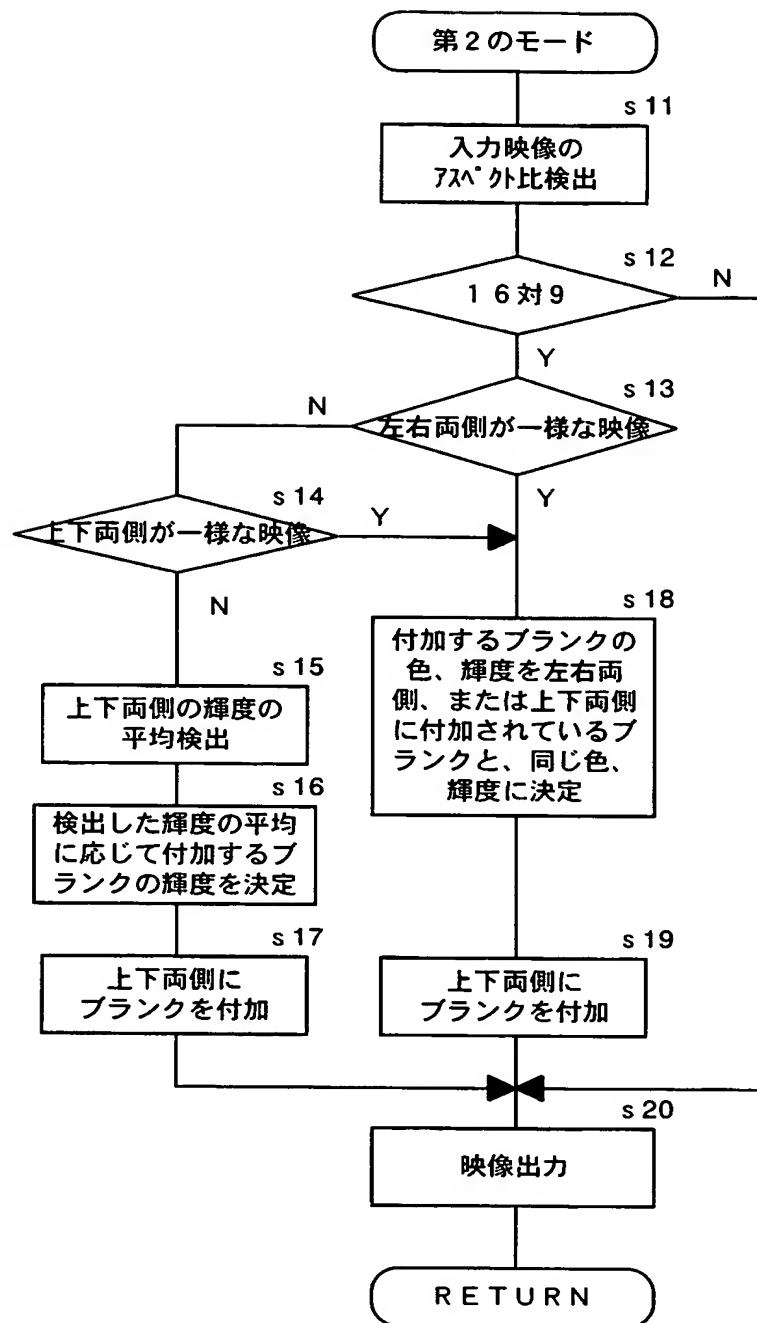 第２のモード
s 11
入力映像の
ｱｽﾍﾟｸﾄ比検出
s 12
１６対９
N
Y
s 13
左右両側が一様な映像
N
Y
s 14
上下両側が一様な映像
Y
N
s 18
付加するブランクの
色、輝度を左右両
側、または上下両側
に付加されているブ
ランクと、同じ色、
輝度に決定
s 15
上下両側の輝度の
平均検出
s 16
検出した輝度の平均
に応じて付加するブ
ランクの輝度を決定
s 17
上下両側に
ブランクを付加
s 19
上下両側に
ブランクを付加
s 20
映像出力
ＲＥＴＵＲＮ